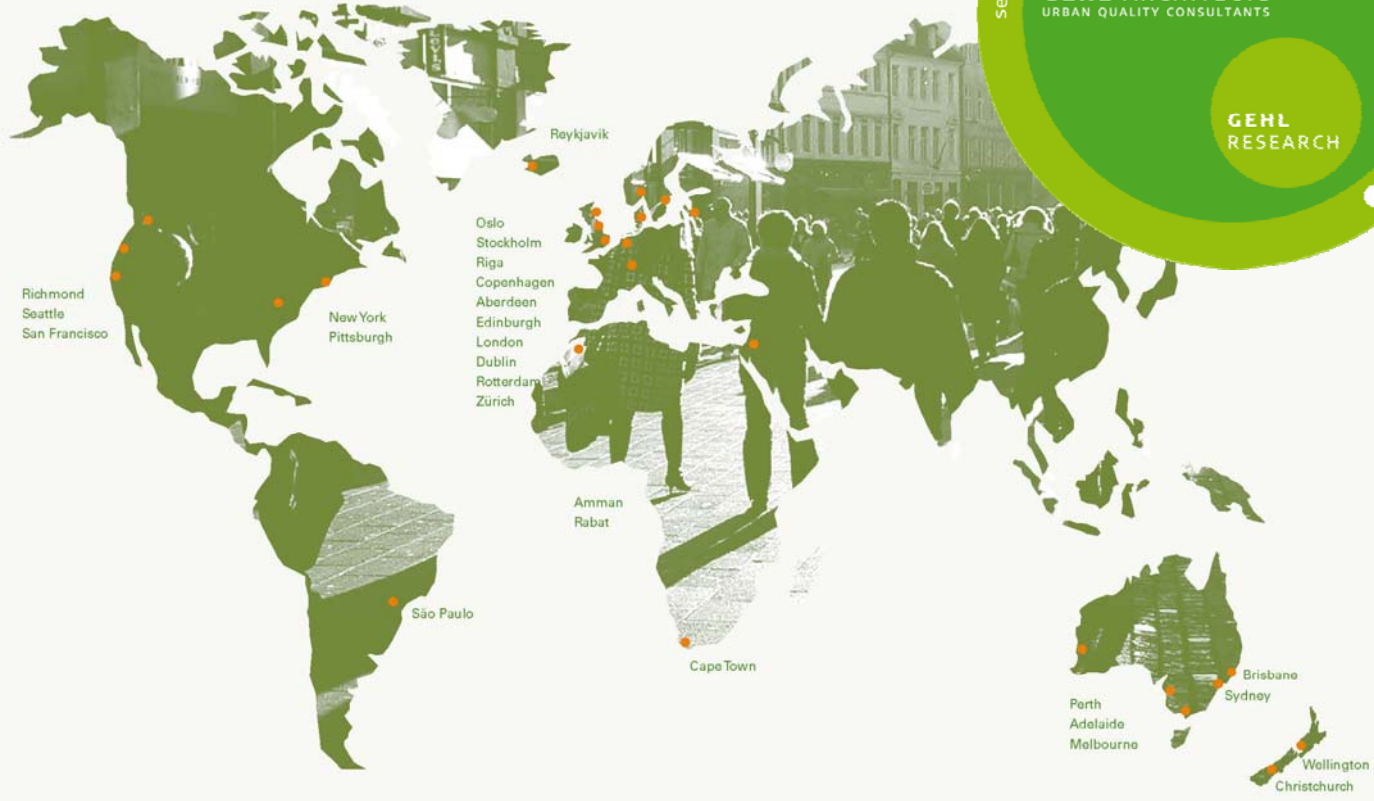 URBAN QUALITY CONSULTANTS
GEHL
RESEARCH
Reykjavik
Oslo
Stockholm
Riga
Copenhagen
Aberdeen
Edinburgh
London
Dublin
Rotterdam
Zürich
Richmond
Seattle
San Francisco
New York
Pittsburgh
Amman
Rabat
São Paulo
Cape Town
Perth
Adelaide
Melbourne
Brisbane
Sydney
Wellington
Christchurch